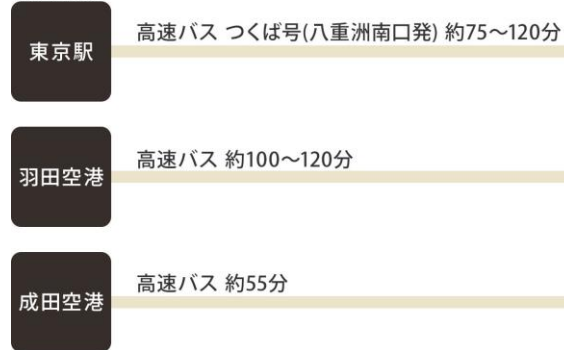 東京駅
高速バス つくば号(八重洲南口発) 約75～120分
羽田空港
高速バス 約100～120分
成田空港
高速バス 約55分